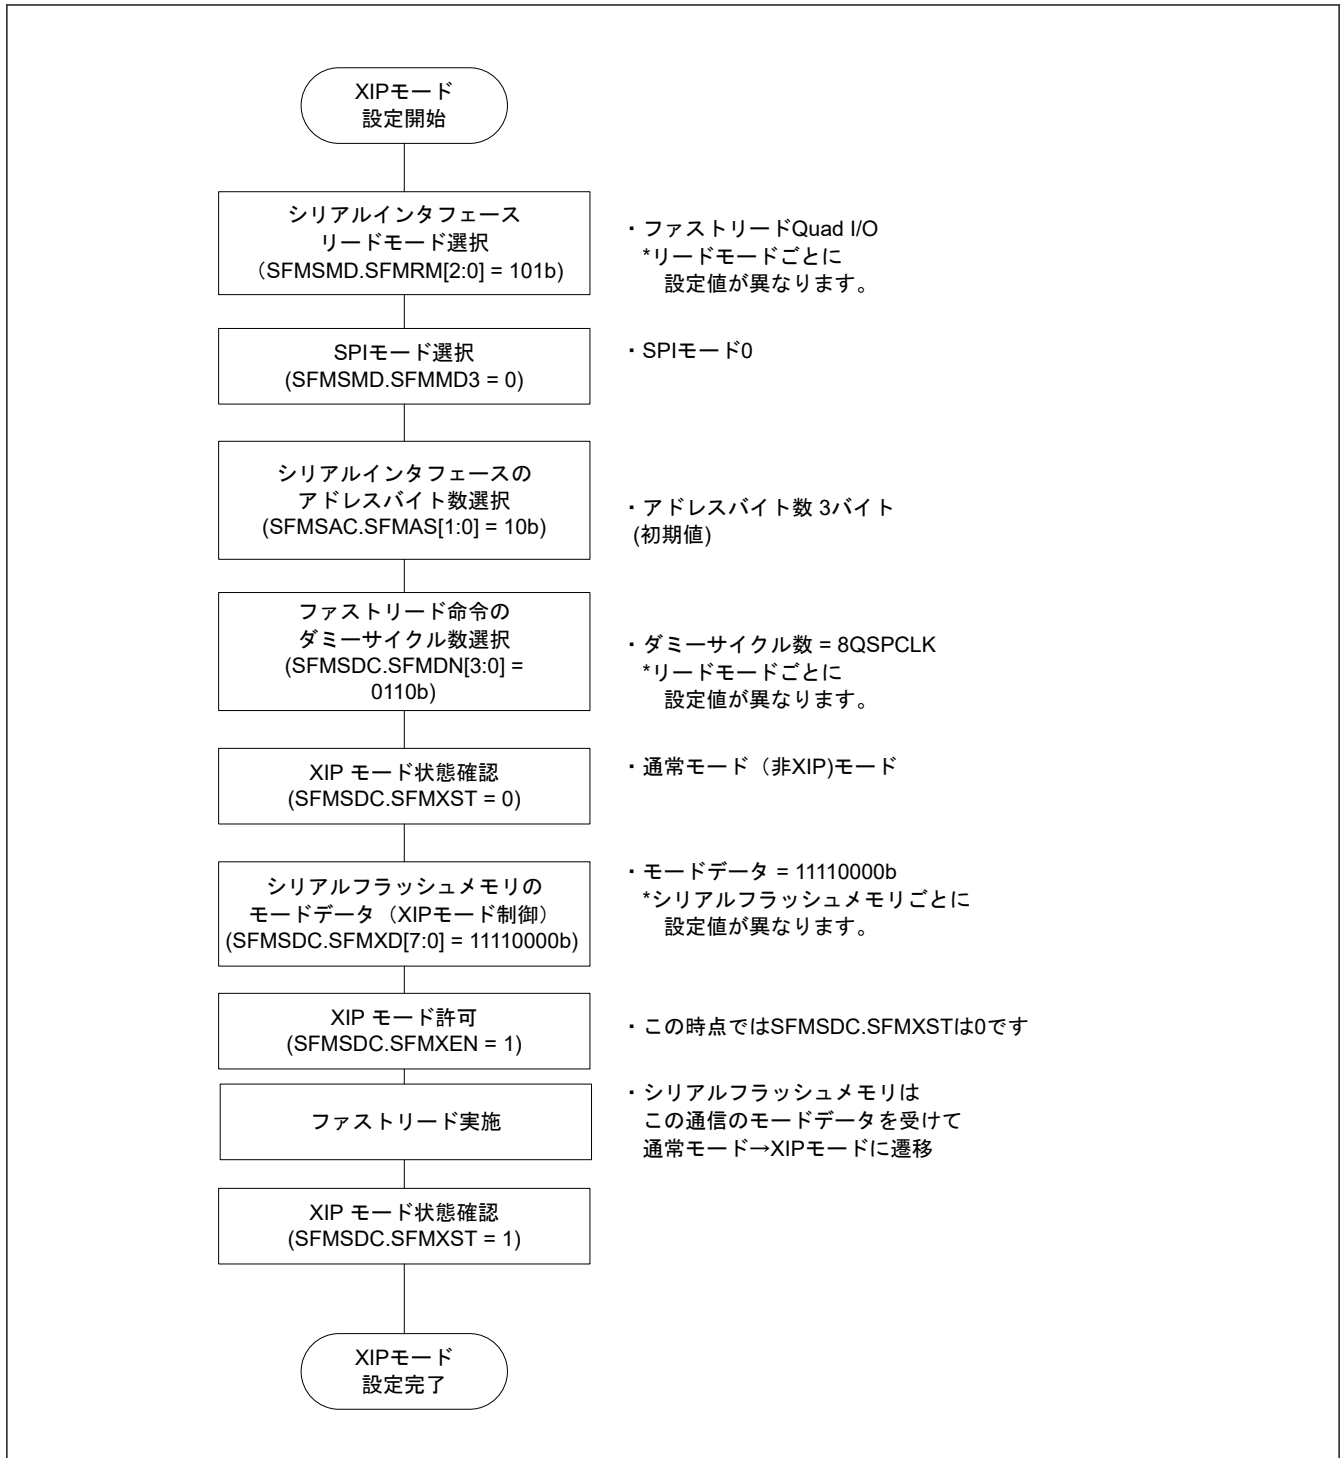 XIPモード
設定開始
シリアルインタフェース
リードモード選択
（SFMSMD.SFMRM[2:0] = 101b)
・ファストリードQuad I/O
*リードモードごとに
設定値が異なります。
SPIモード選択
(SFMSMD.SFMMD3 = 0)
・SPIモード0
シリアルインタフェースの
アドレスバイト数選択
(SFMSAC.SFMAS[1:0] = 10b)
・アドレスバイト数 3バイト
(初期値)
ファストリード命令の
ダミーサイクル数選択
(SFMSDC.SFMDN[3:0] =
0110b)
・ダミーサイクル数 = 8QSPCLK
*リードモードごとに
設定値が異なります。
XIP モード状態確認
(SFMSDC.SFMXST = 0)
・通常モード（非XIP)モード
シリアルフラッシュメモリの
モードデータ（XIPモード制御）
(SFMSDC.SFMXD[7:0] = 11110000b)
・モードデータ = 11110000b
*シリアルフラッシュメモリごとに
設定値が異なります。
XIP モード許可
(SFMSDC.SFMXEN = 1)
・この時点ではSFMSDC.SFMXSTは0です
ファストリード実施
・シリアルフラッシュメモリは
この通信のモードデータを受けて
通常モード→XIPモードに遷移
XIP モード状態確認
(SFMSDC.SFMXST = 1)
XIPモード
設定完了